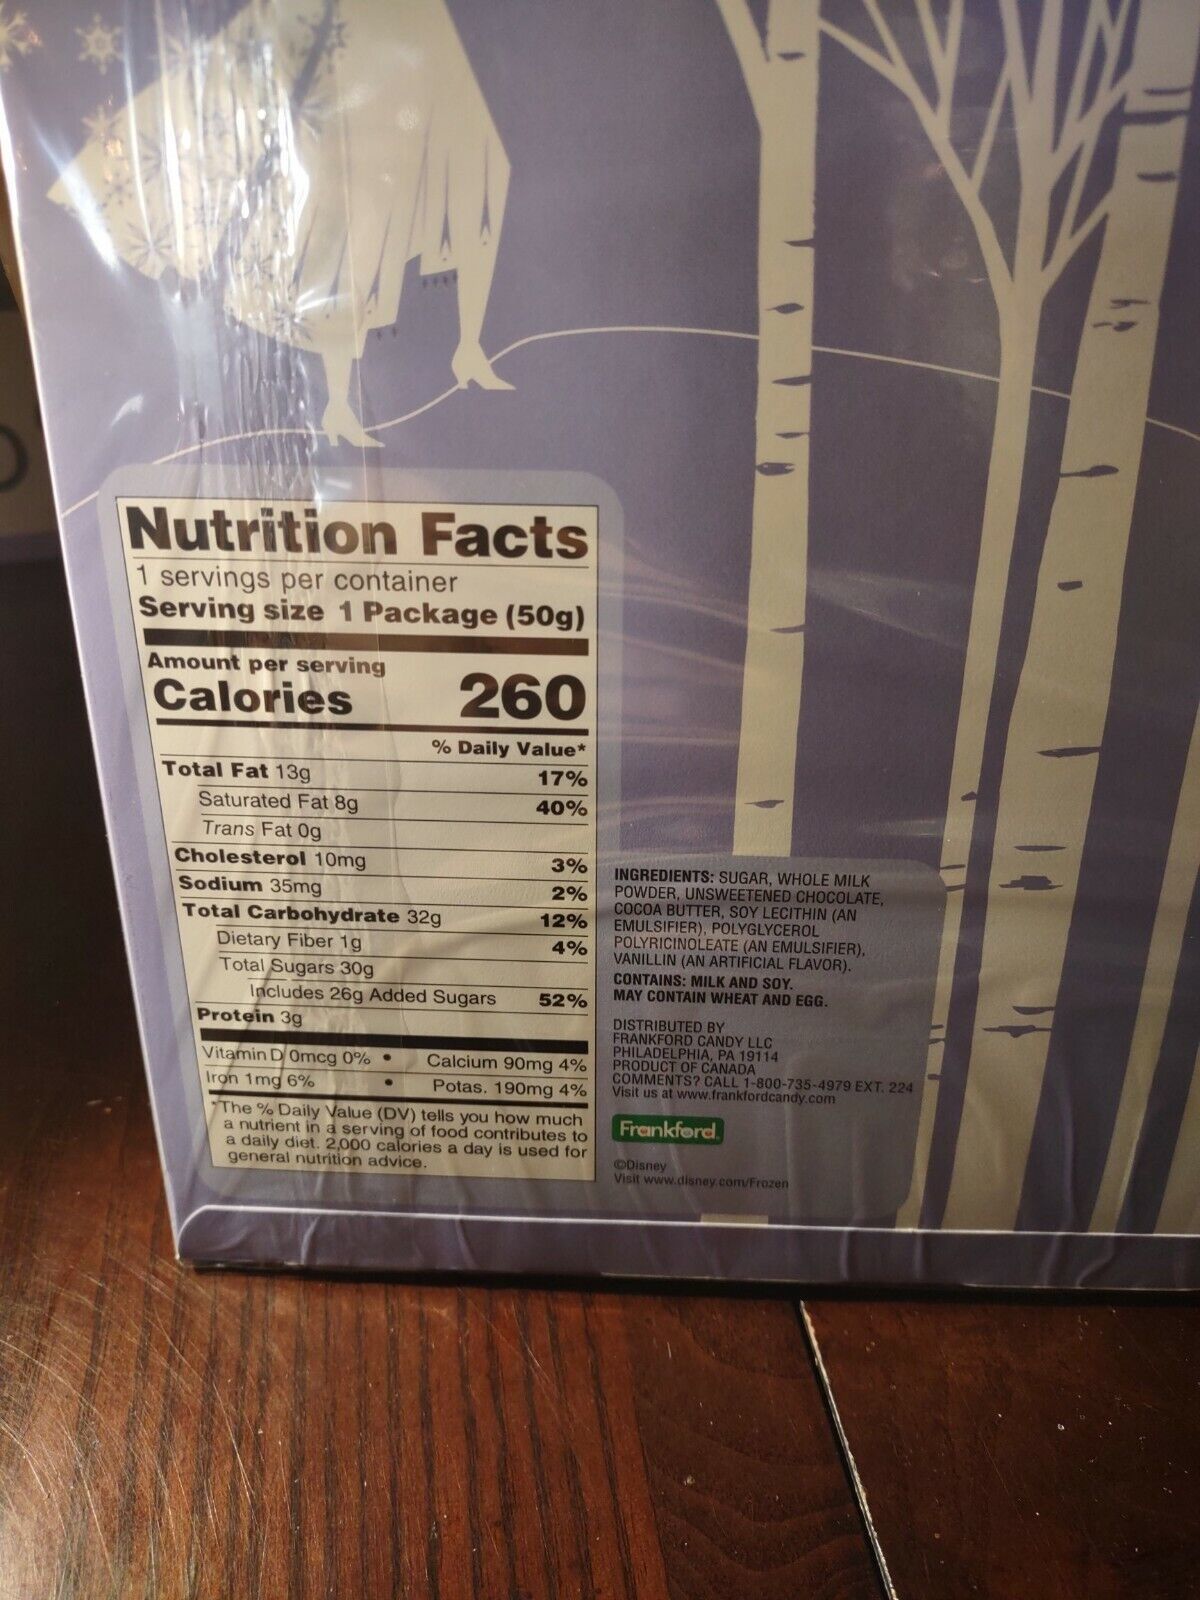 Nutrition Facts
1 servings per container
Serving size 1 Package (50g)
Amount per serving
Calories 260
% Daily Value*
Total Fat 13g 17%
Saturated Fat 8g 40%
Trans Fat 0g
Cholesterol 10mg 3%
Sodium 35mg 2%
Total Carbohydrate 32g 12%
Dietary Fiber 1g 4%
Total Sugars 30g
Includes 26g Added Sugars 52%
Protein 3g
Vitamin D 0mcg 0% • Calcium 90mg 4%
Iron 1mg 6% • Potas. 190mg 4%
*The % Daily Value (DV) tells you how much
a nutrient in a serving of food contributes to
a daily diet. 2,000 calories a day is used for
general nutrition advice.
INGREDIENTS: SUGAR, WHOLE MILK
POWDER, UNSWEETENED CHOCOLATE,
COCOA BUTTER, SOY LECITHIN (AN
EMULSIFIER), POLYGLYCEROL
POLYRICINOLEATE (AN EMULSIFIER),
VANILLIN (AN ARTIFICIAL FLAVOR).
CONTAINS: MILK AND SOY.
MAY CONTAIN WHEAT AND EGG.
DISTRIBUTED BY
FRANKFORD CANDY LLC
PHILADELPHIA, PA 19114
PRODUCT OF CANADA
COMMENTS? CALL 1-800-735-4979 EXT. 224
Visit us at www.frankfordcandy.com
Frankford
©Disney
Visit www.disney.com/Frozen